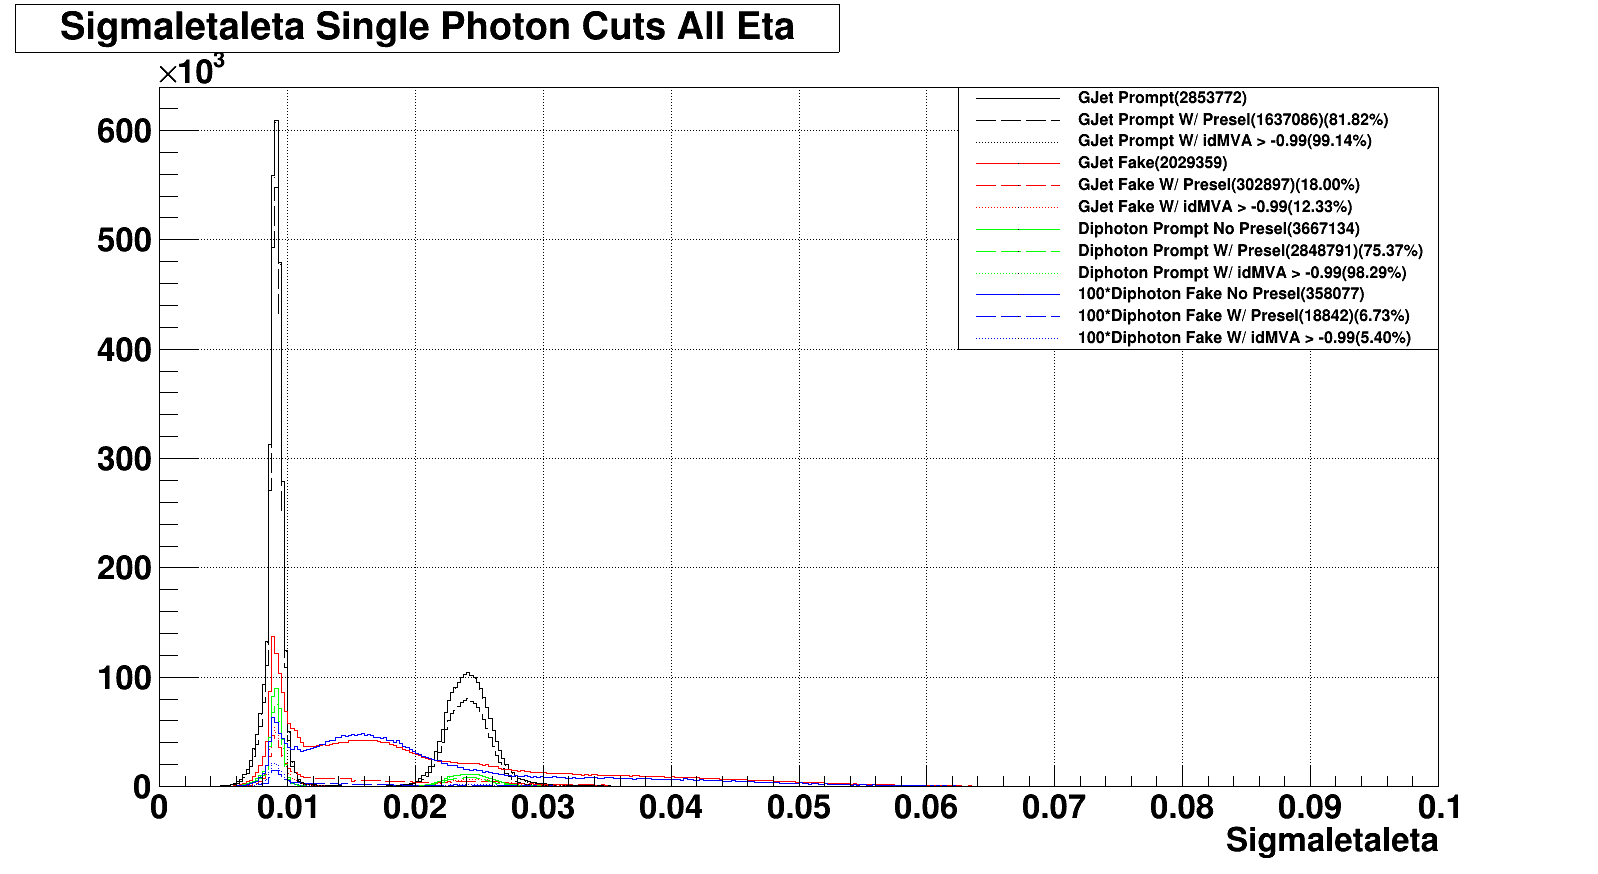 SigmaIetaIeta Single Photon Cuts All Eta
×10³
GJet Prompt(2853772)
GJet Prompt W/ Presel(1637086)(81.82%)
GJet Prompt W/ idMVA > -0.99(99.14%)
GJet Fake(2029359)
GJet Fake W/ Presel(302897)(18.00%)
GJet Fake W/ idMVA > -0.99(12.33%)
Diphoton Prompt No Presel(3667134)
Diphoton Prompt W/ Presel(2848791)(75.37%)
Diphoton Prompt W/ idMVA > -0.99(98.29%)
100*Diphoton Fake No Presel(358077)
100*Diphoton Fake W/ Presel(18842)(6.73%)
100*Diphoton Fake W/ idMVA > -0.99(5.40%)
600
500
400
300
200
100
0
0 0.01 0.02 0.03 0.04 0.05 0.06 0.07 0.08 0.09 0.1
SigmaIetaIeta